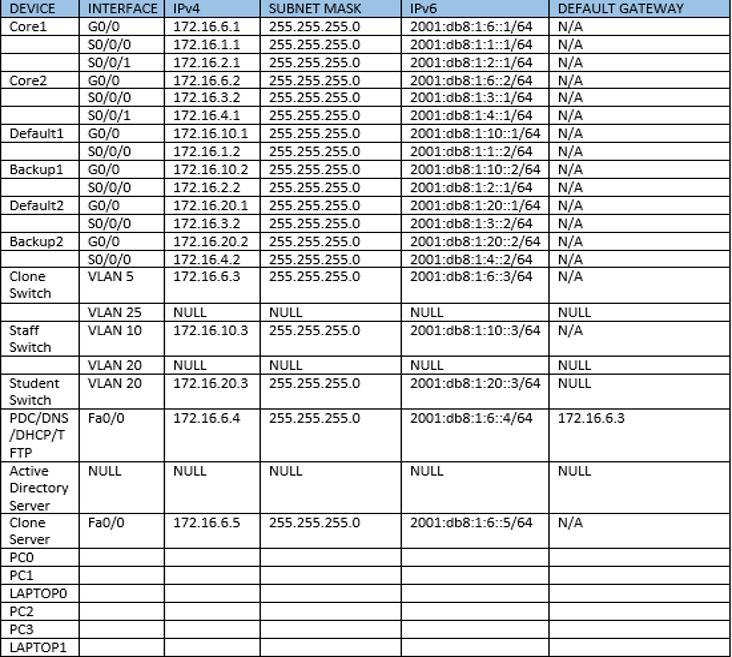 DEVICE INTERFACE IPv4 SUBNET MASK IPv6 DEFAULT GATEWAY
Core1 G0/0 172.16.6.1 255.255.255.0 2001:db8:1:6::1/64 N/A
S0/0/0 172.16.1.1 255.255.255.0 2001:db8:1:1::1/64 N/A
S0/0/1 172.16.2.1 255.255.255.0 2001:db8:1:2::1/64 N/A
Core2 G0/0 172.16.6.2 255.255.255.0 2001:db8:1:6::2/64 N/A
S0/0/0 172.16.3.2 255.255.255.0 2001:db8:1:3::1/64 N/A
S0/0/1 172.16.4.1 255.255.255.0 2001:db8:1:4::1/64 N/A
Default1 G0/0 172.16.10.1 255.255.255.0 2001:db8:1:10::1/64 N/A
S0/0/0 172.16.1.2 255.255.255.0 2001:db8:1:1::2/64 N/A
Backup1 G0/0 172.16.10.2 255.255.255.0 2001:db8:1:10::2/64 N/A
S0/0/0 172.16.2.2 255.255.255.0 2001:db8:1:2::1/64 N/A
Default2 G0/0 172.16.20.1 255.255.255.0 2001:db8:1:20::1/64 N/A
S0/0/0 172.16.3.2 255.255.255.0 2001:db8:1:3::2/64 N/A
Backup2 G0/0 172.16.20.2 255.255.255.0 2001:db8:1:20::2/64 N/A
S0/0/0 172.16.4.2 255.255.255.0 2001:db8:1:4::2/64 N/A
Clone VLAN 5 172.16.6.3 255.255.255.0 2001:db8:1:6::3/64 N/A
Switch
VLAN 25 NULL NULL NULL NULL
Staff VLAN 10 172.16.10.3 255.255.255.0 2001:db8:1:10::3/64 N/A
Switch
VLAN 20 NULL NULL NULL NULL
Student VLAN 20 172.16.20.3 255.255.255.0 2001:db8:1:20::3/64 NULL
Switch
PDC/DNS Fa0/0 172.16.6.4 255.255.255.0 2001:db8:1:6::4/64 172.16.6.3
/DHCP/T
FTP
Active NULL NULL NULL NULL NULL
Directory
Server
Clone Fa0/0 172.16.6.5 255.255.255.0 2001:db8:1:6::5/64 N/A
Server
PC0
PC1
LAPTOP0
PC2
PC3
LAPTOP1